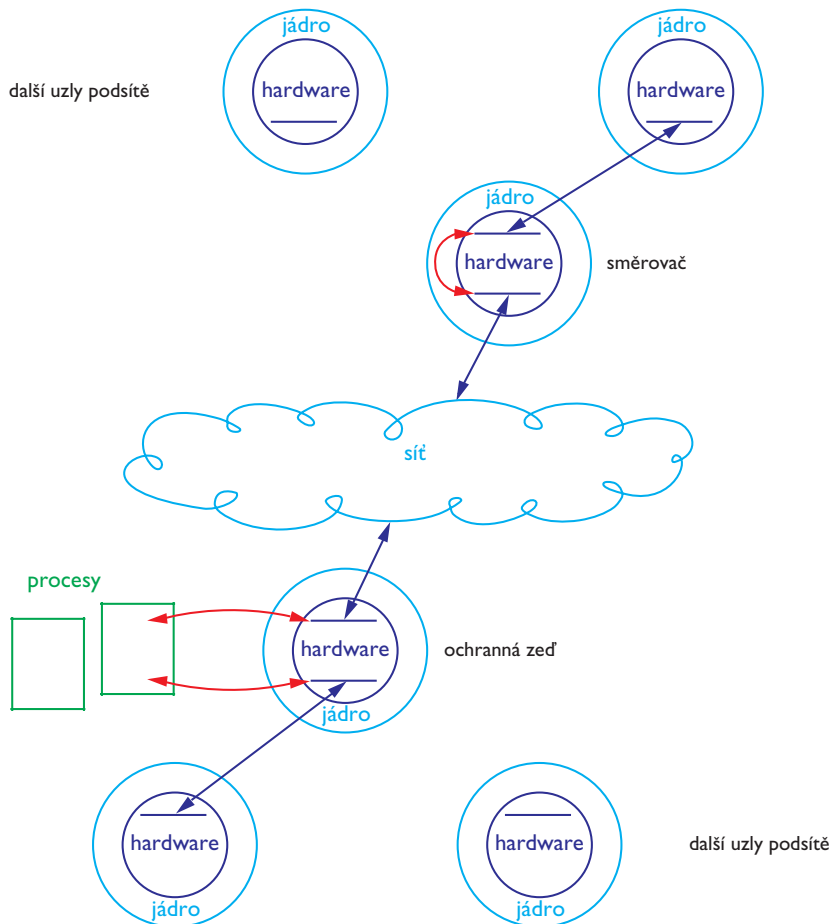 jádro
hardware
jádro
hardware
další uzly podsítě
jádro
hardware
směrovač
síť
procesy
hardware
jádro
ochranná zeď
hardware
jádro
hardware
jádro
další uzly podsítě